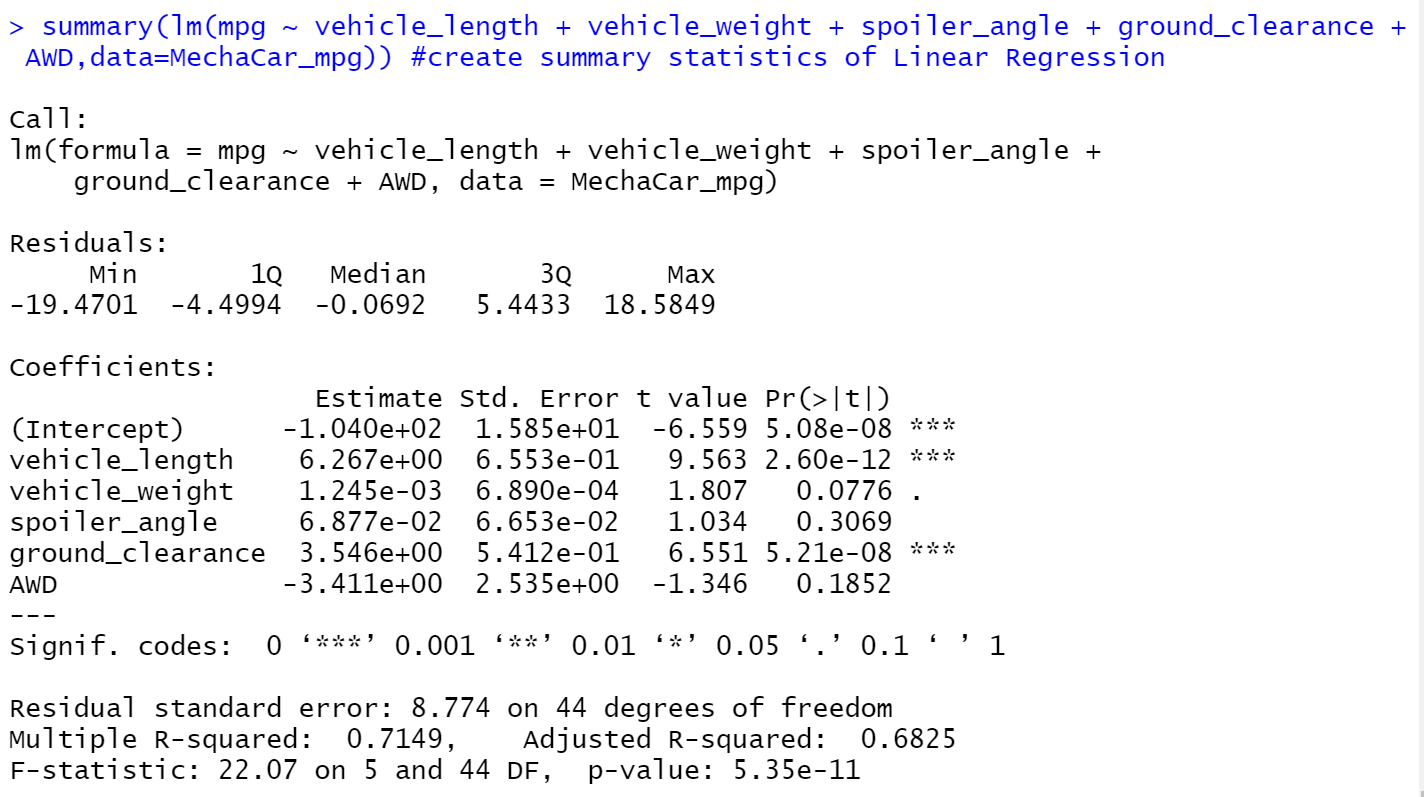 > summary(lm(mpg ~ vehicle_length + vehicle_weight + spoiler_angle + ground_clearance +
 AWD,data=MechaCar_mpg)) #create summary statistics of Linear Regression

Call:
lm(formula = mpg ~ vehicle_length + vehicle_weight + spoiler_angle +
    ground_clearance + AWD, data = MechaCar_mpg)

Residuals:
     Min       1Q   Median       3Q      Max
-19.4701  -4.4994  -0.0692   5.4433  18.5849

Coefficients:
                   Estimate Std. Error t value Pr(>|t|)
(Intercept)      -1.040e+02  1.585e+01  -6.559 5.08e-08 ***
vehicle_length    6.267e+00  6.553e-01   9.563 2.60e-12 ***
vehicle_weight    1.245e-03  6.890e-04   1.807   0.0776 .
spoiler_angle     6.877e-02  6.653e-02   1.034   0.3069
ground_clearance  3.546e+00  5.412e-01   6.551 5.21e-08 ***
AWD              -3.411e+00  2.535e+00  -1.346   0.1852
---
Signif. codes:  0 ‘***’ 0.001 ‘**’ 0.01 ‘*’ 0.05 ‘.’ 0.1 ‘ ’ 1

Residual standard error: 8.774 on 44 degrees of freedom
Multiple R-squared:  0.7149,    Adjusted R-squared:  0.6825
F-statistic: 22.07 on 5 and 44 DF,  p-value: 5.35e-11